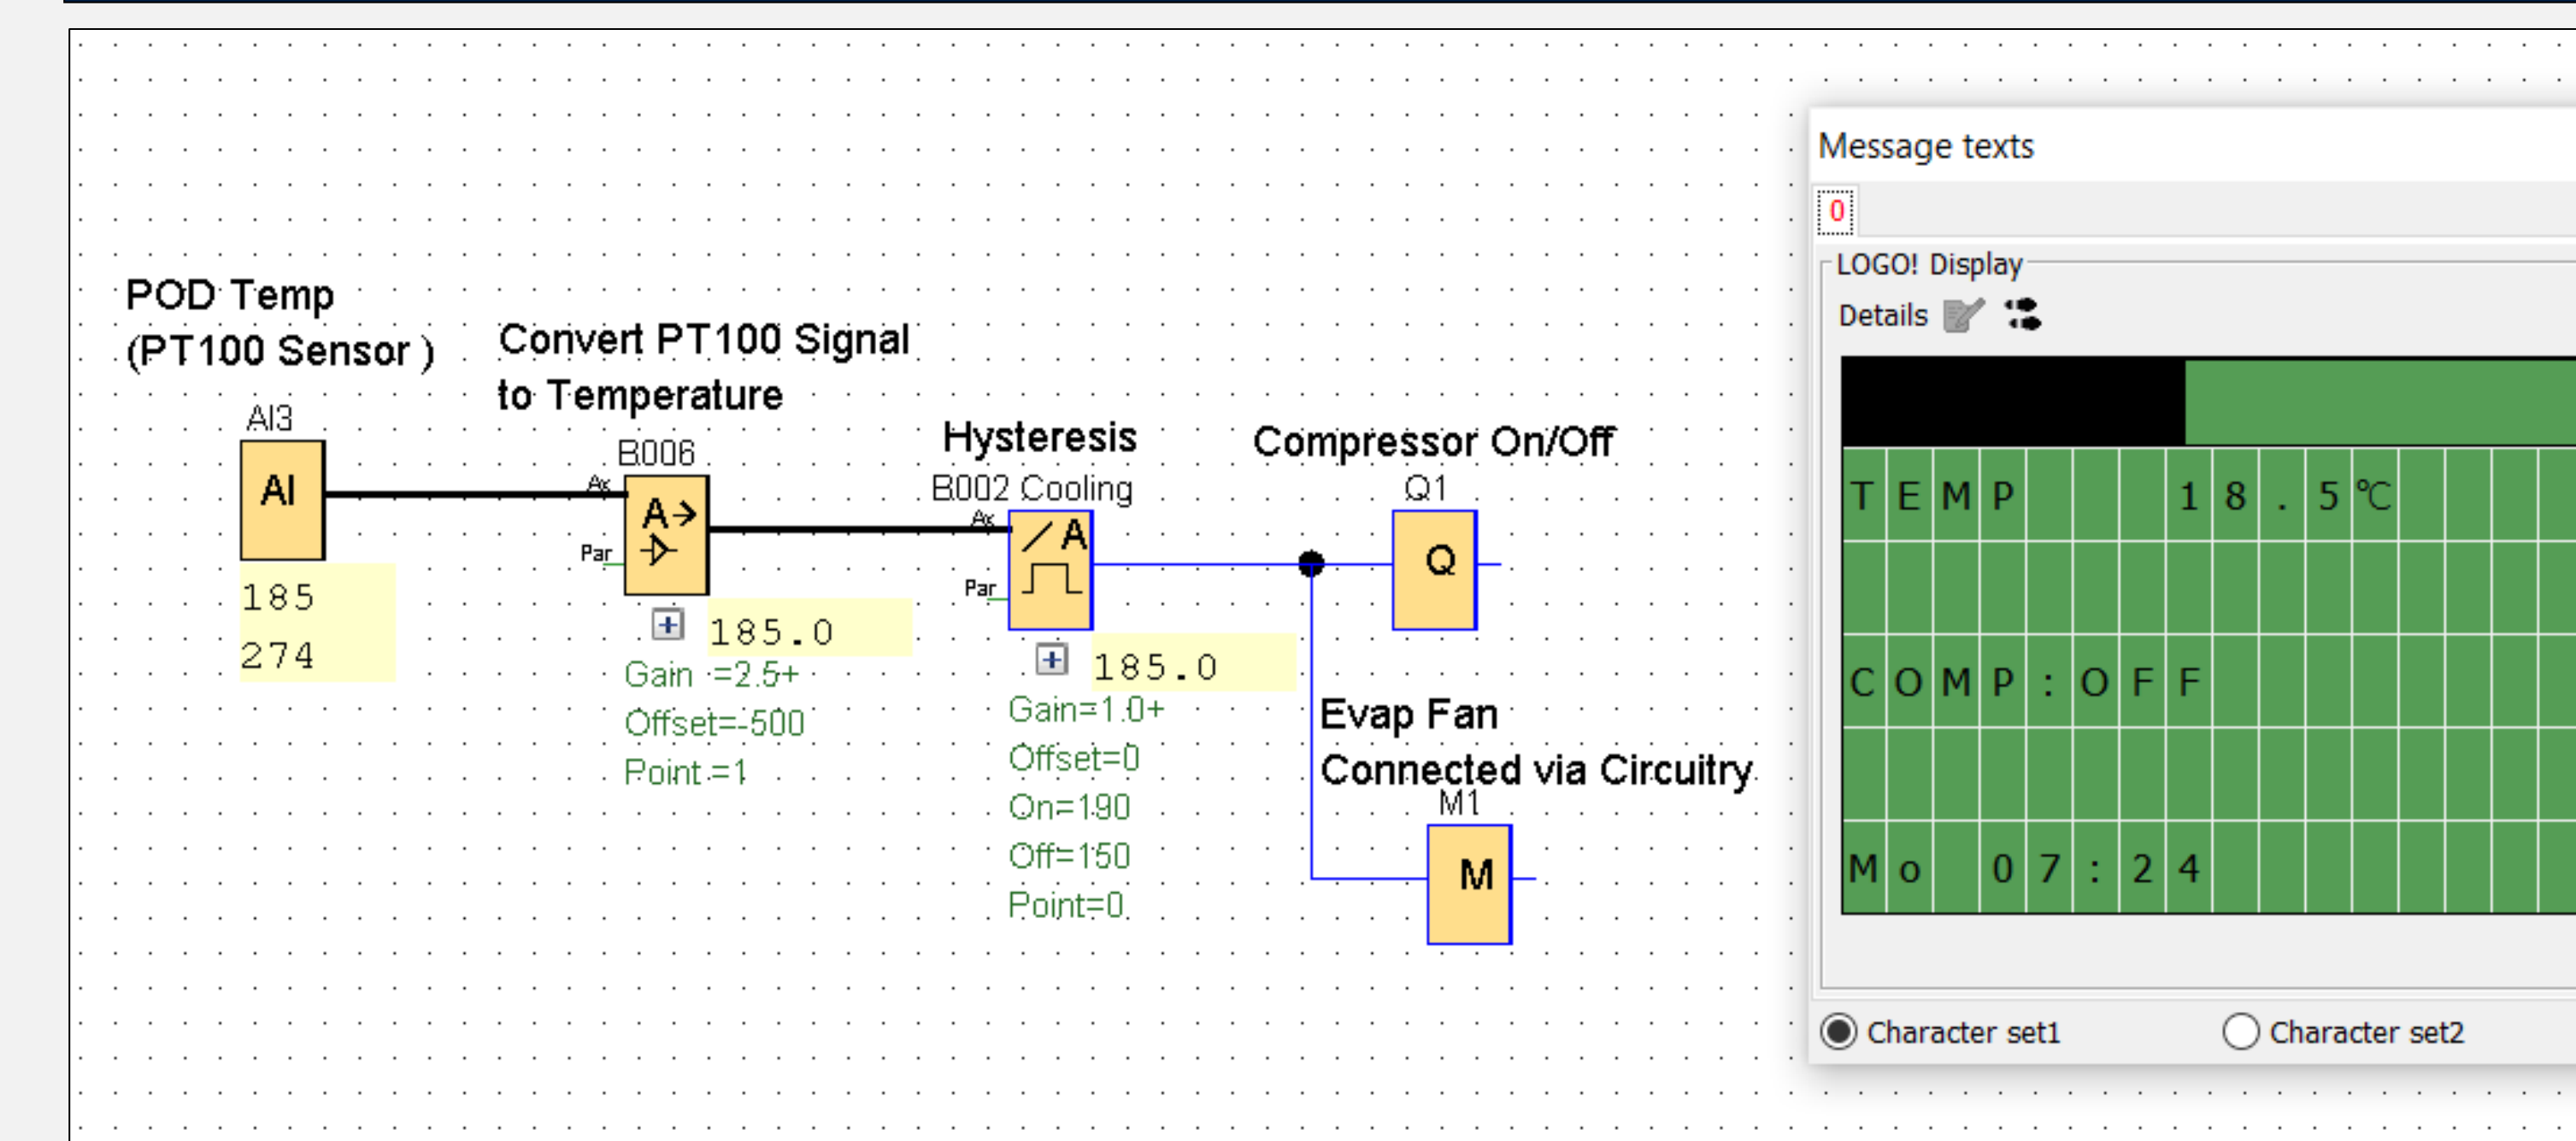 POD Temp
(PT100 Sensor )
AI3
AI
185
274
Convert PT100 Signal
to Temperature
B006
Ax
A→
Par
185.0
Gain =2.5+
Offset=-500
Point =1
Hysteresis
B002 Cooling
Ax
A
Par
185.0
Gain=1.0+
Offset=0
On=190
Off=150
Point=0
Compressor On/Off
Q1
Q
Evap Fan
Connected via Circuitry
M1
M
Message texts
0
LOGO! Display
Details
TEMP 18.5℃
COMP:OFF
Mo 07:24
Character set1
Character set2